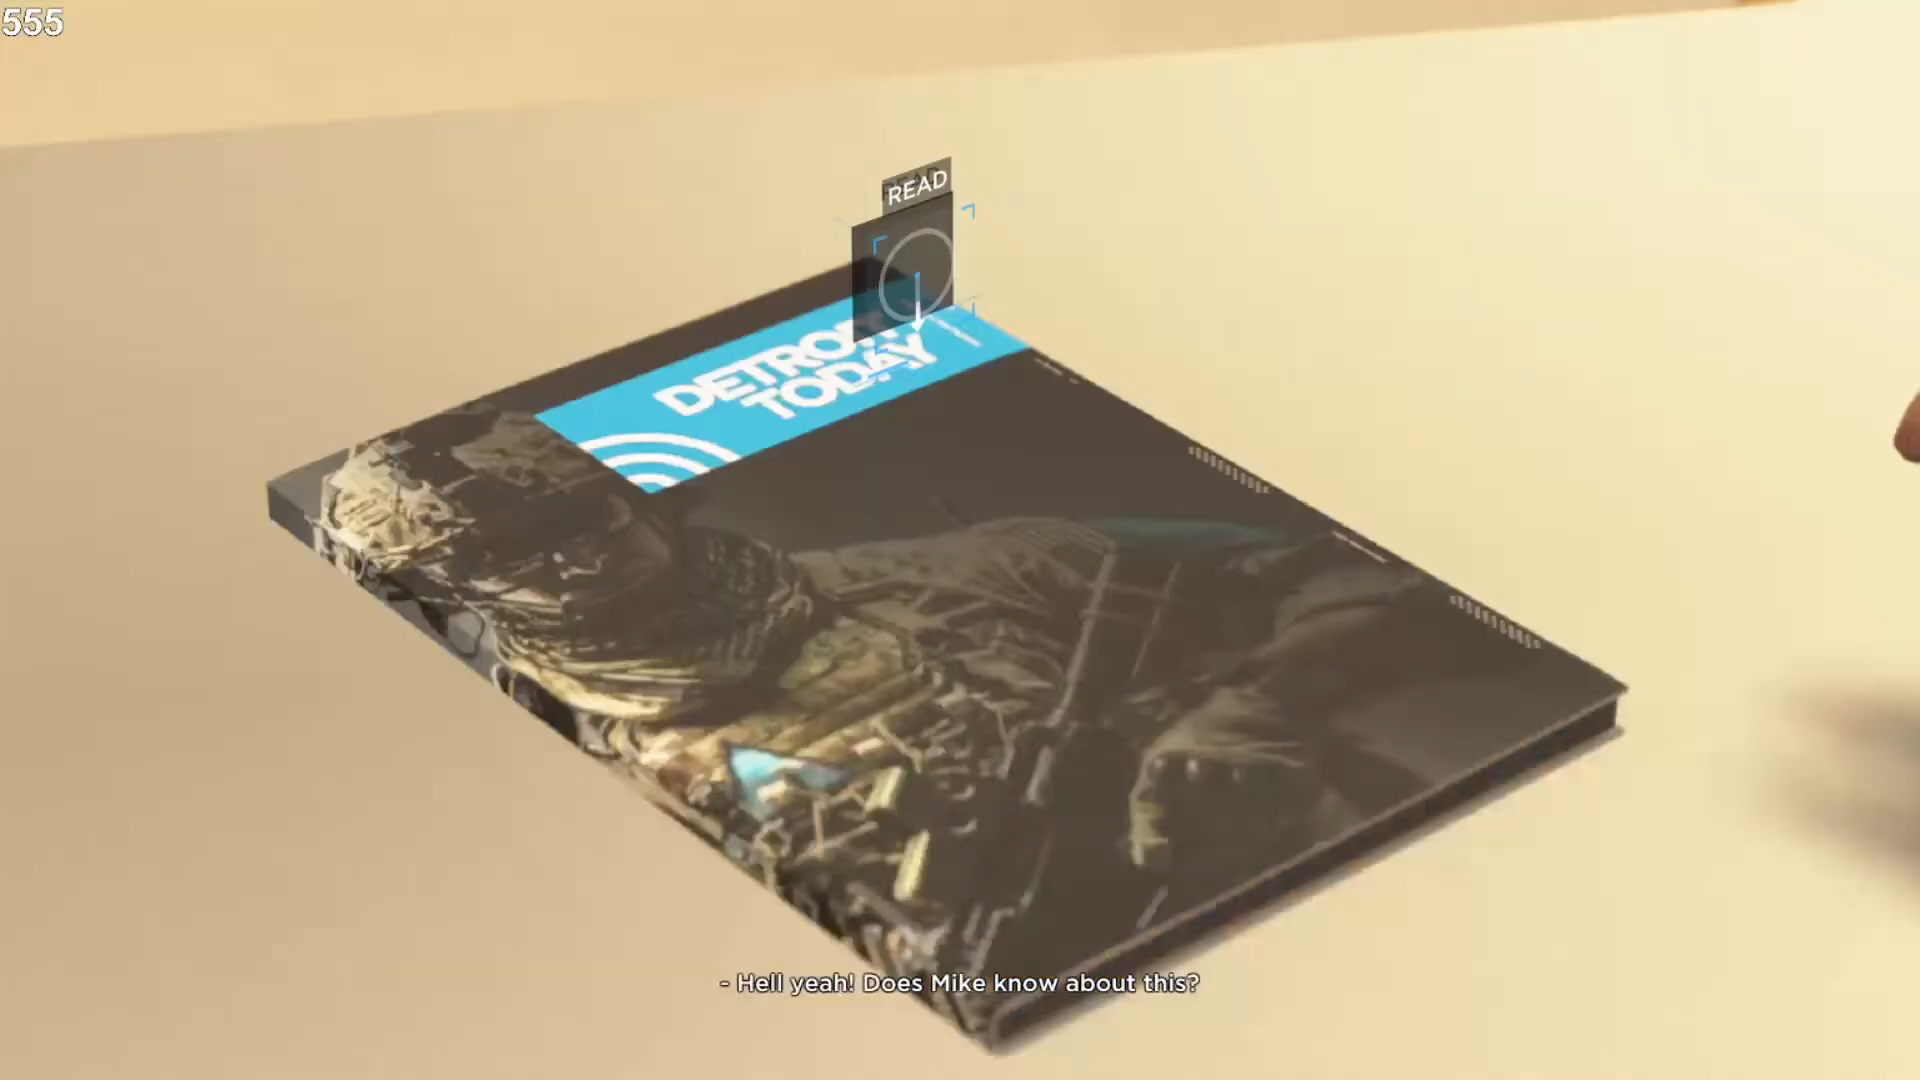 555
READ
DETROIT
TODAY
- Hell yeah! Does Mike know about this?